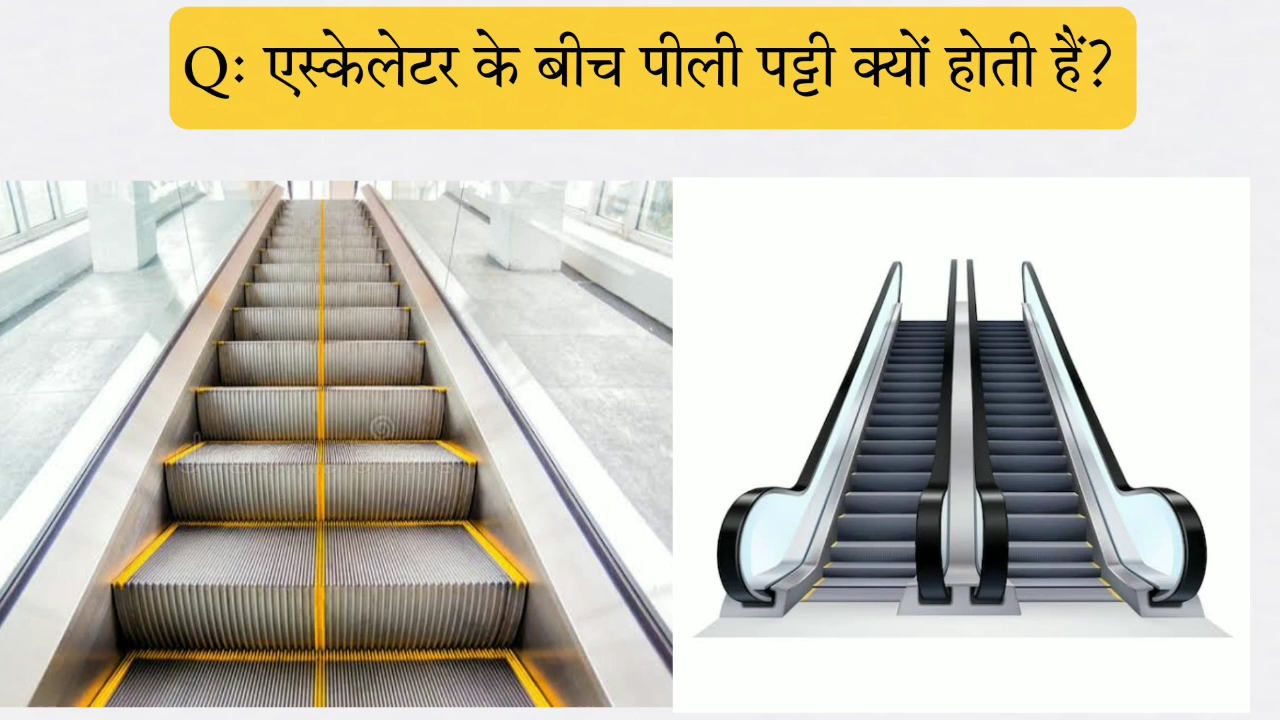 Q: एस्केलेटर के बीच पीली पट्टी क्यों होती हैं?